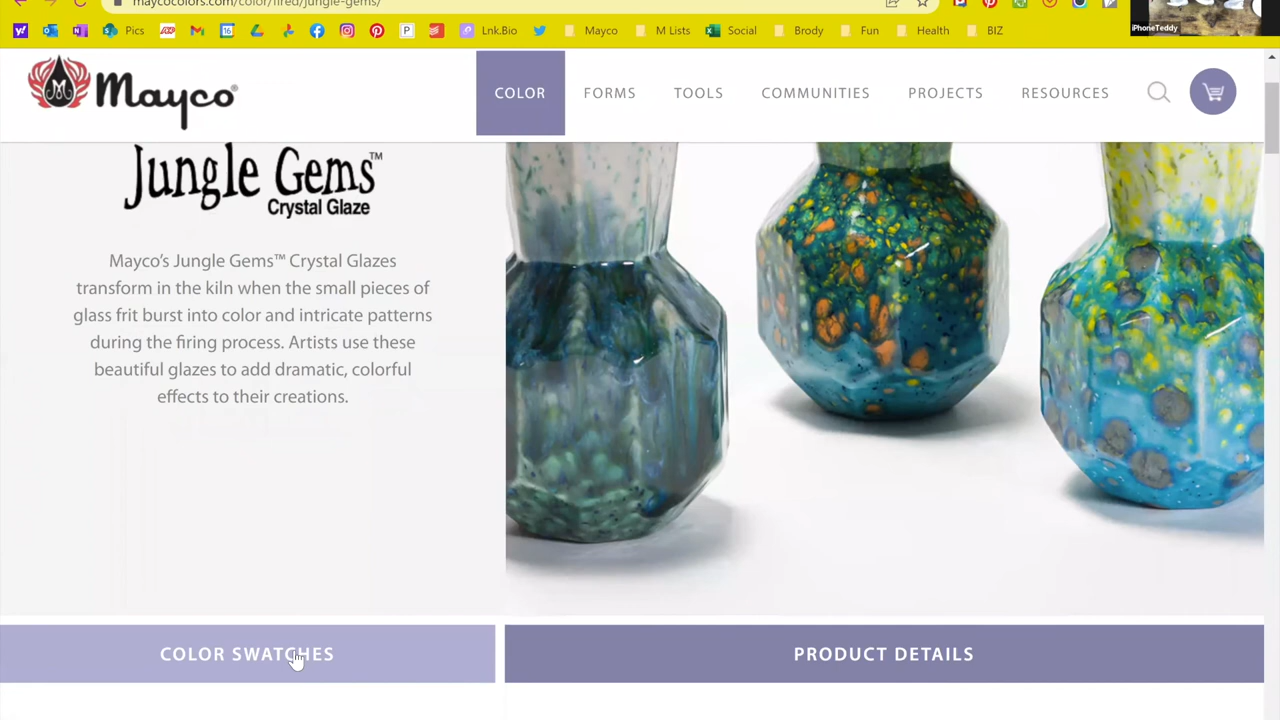 maycocolors.com/color/fired/jungle-gems/
Pics
16
Lnk.Bio
Mayco
M Lists
Social
Brody
Fun
Health
BIZ
iPhoneTeddy
Mayco®
COLOR
FORMS
TOOLS
COMMUNITIES
PROJECTS
RESOURCES
Jungle Gems™
Crystal Glaze
Mayco's Jungle Gems™ Crystal Glazes
transform in the kiln when the small pieces of
glass frit burst into color and intricate patterns
during the firing process. Artists use these
beautiful glazes to add dramatic, colorful
effects to their creations.
COLOR SWATCHES
PRODUCT DETAILS